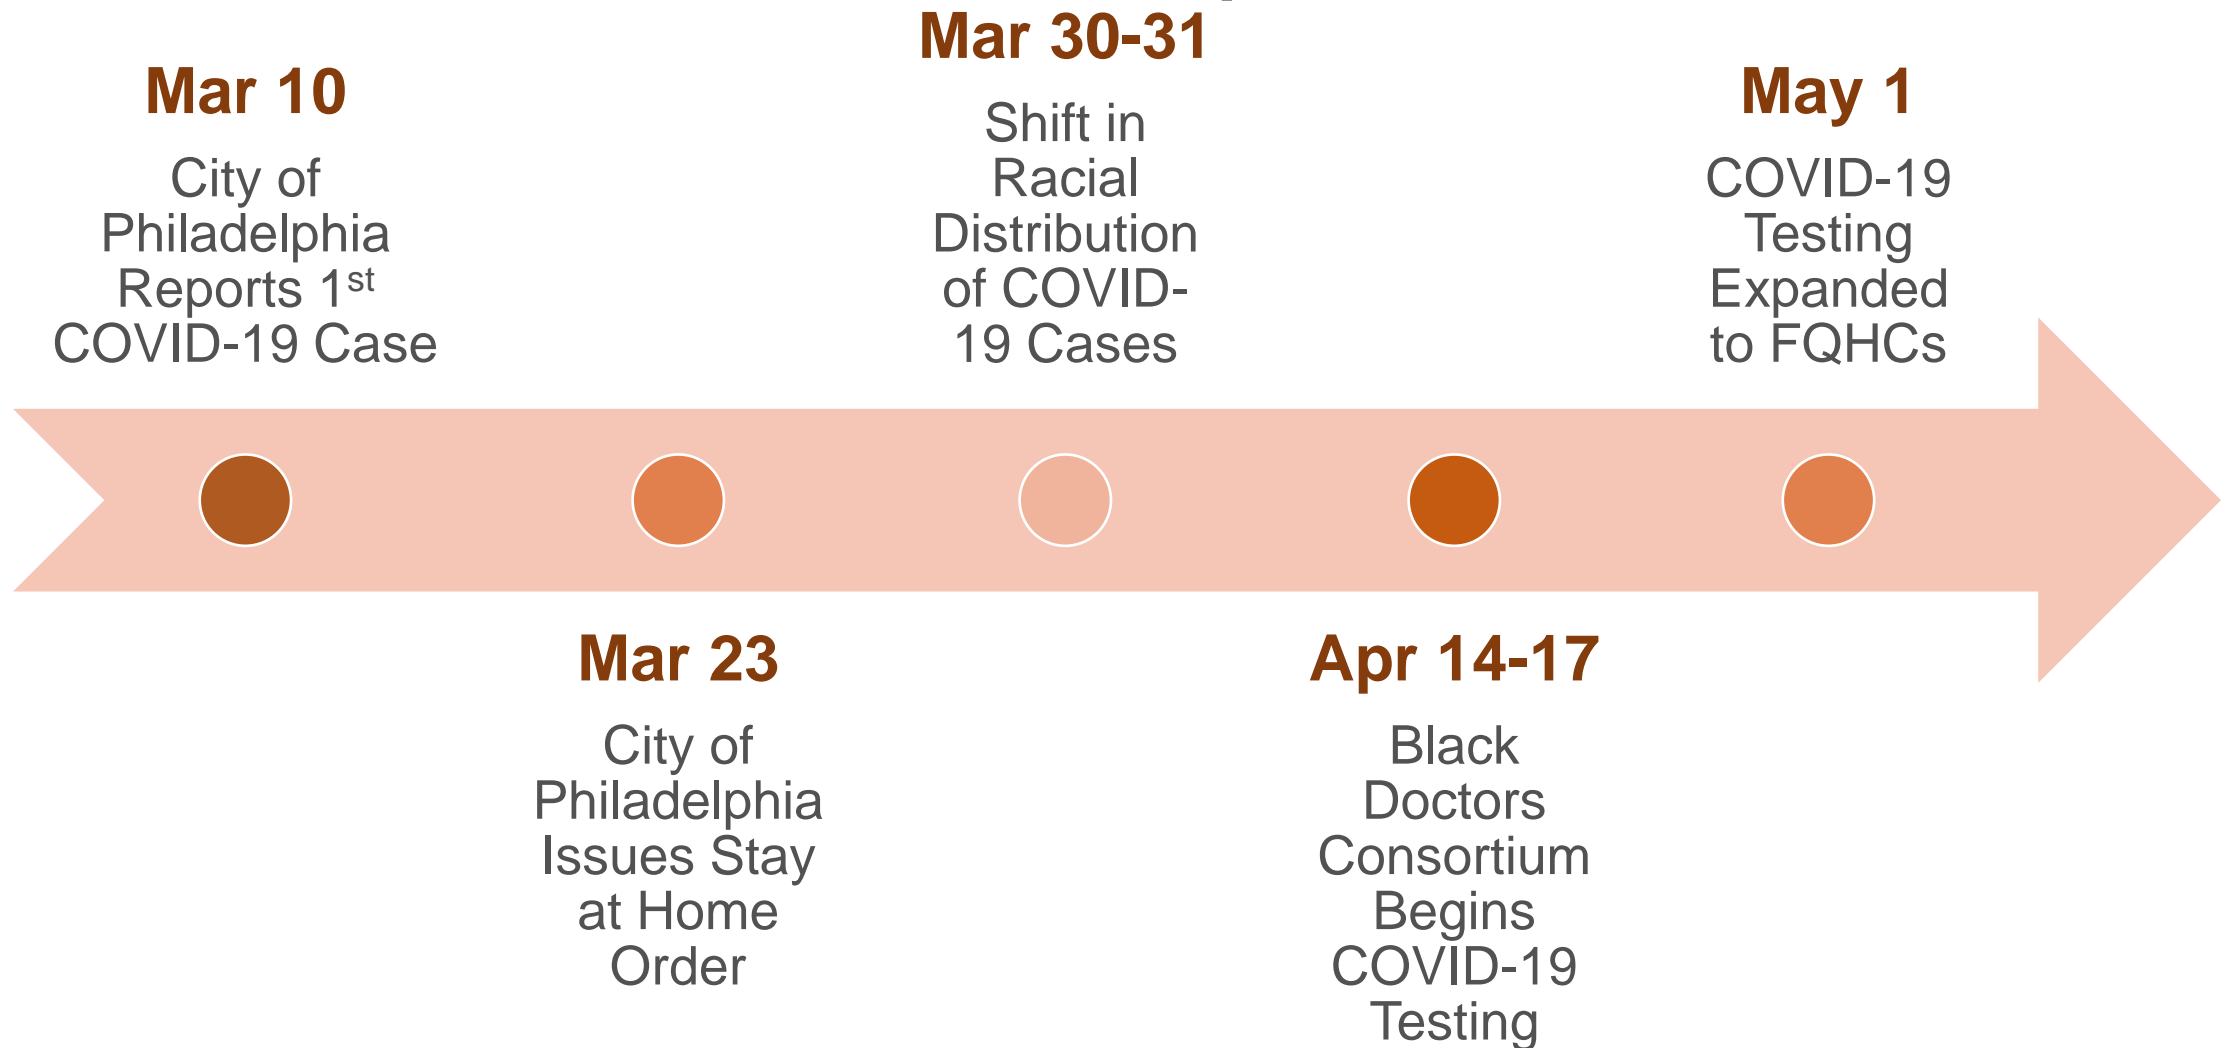 Mar 10
City of
Philadelphia
Reports 1st
COVID-19 Case
Mar 23
City of
Philadelphia
Issues Stay
at Home
Order
Mar 30-31
Shift in
Racial
Distribution
of COVID-
19 Cases
Apr 14-17
Black
Doctors
Consortium
Begins
COVID-19
Testing
May 1
COVID-19
Testing
Expanded
to FQHCs